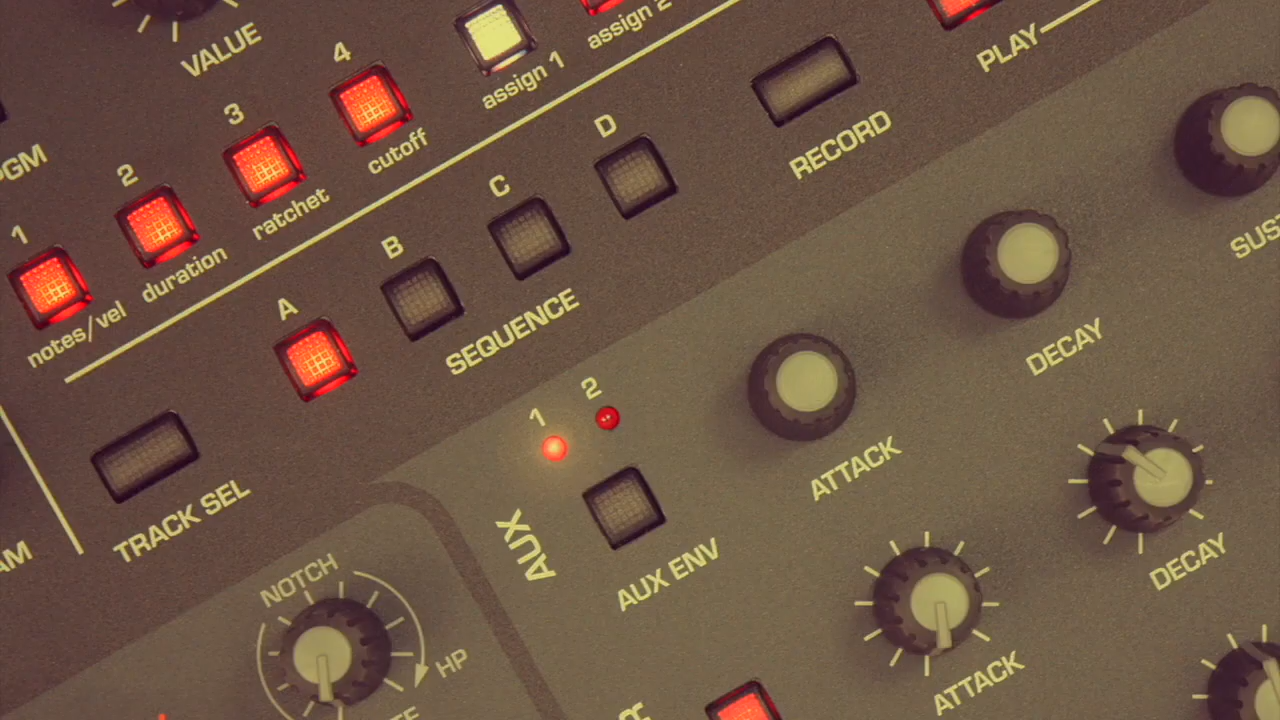 VALUE
4
assign 1
assign 2
PLAY
3
cutoff
D
RECORD
2
ratchet
C
1
duration
B
SEQUENCE
notes/vel
A
DECAY
1 2
ATTACK
TRACK SEL
AUX
AUX ENV
DECAY
NOTCH
HP
ATTACK